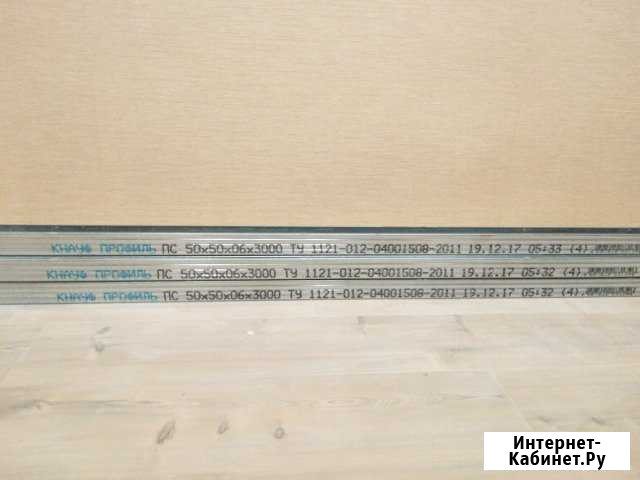 КНАУФ ПРОФИЛЬ ПС 50х50х06х3000 ТУ 1121-012-04001508-2011 19.12.17 05:33 (4).
КНАУФ ПРОФИЛЬ ПС 50х50х06х3000 ТУ 1121-012-04001508-2011 19.12.17 05:32 (4).
КНАУФ ПРОФИЛЬ ПС 50х50х06х3000 ТУ 1121-012-04001508-2011 19.12.17 05:32 (4).
Интернет-
Кабинет.Ру